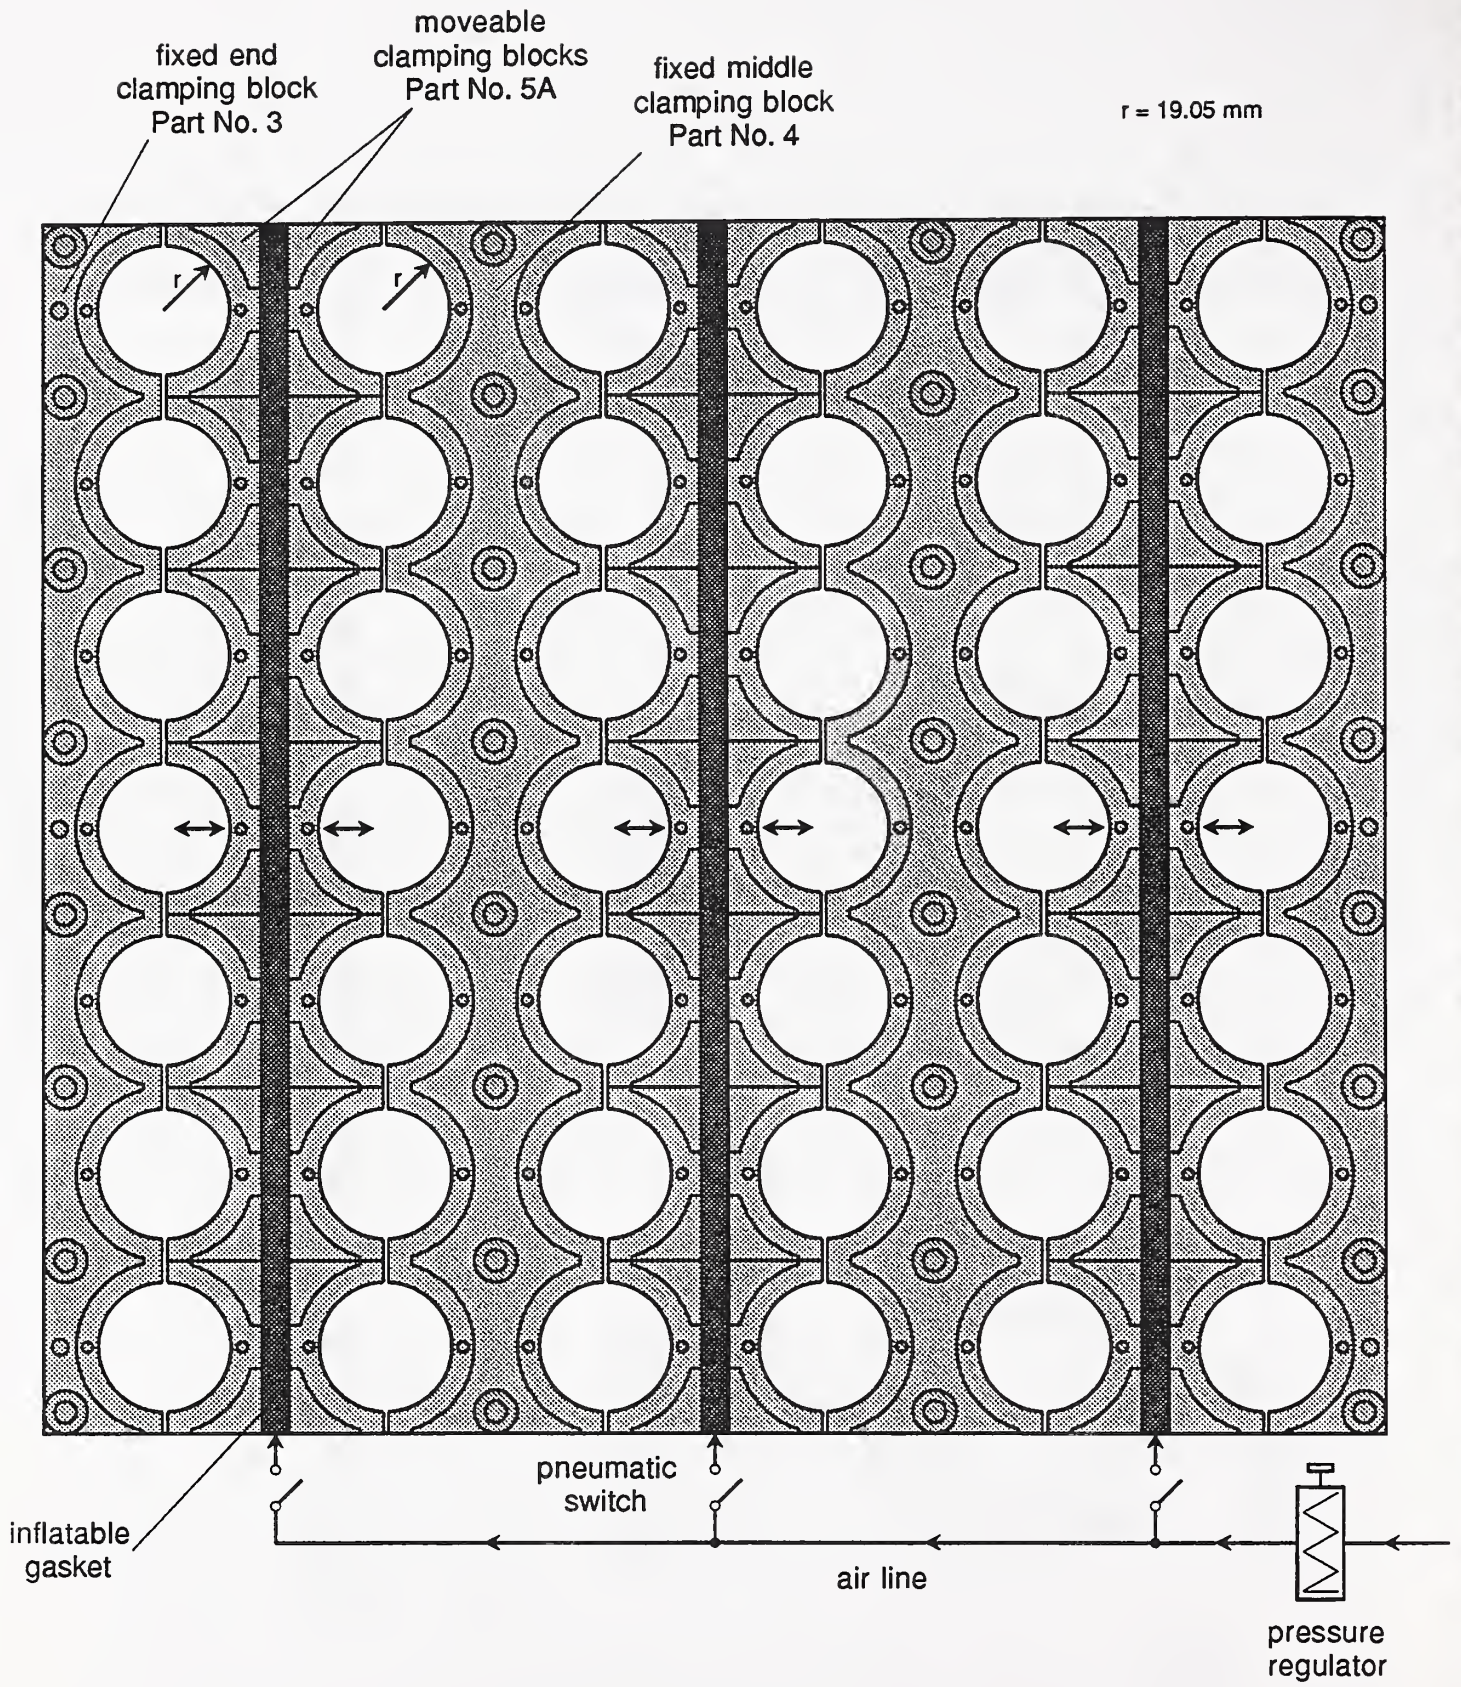 moveable
clamping blocks
Part No. 5A
fixed end
clamping block
Part No. 3
fixed middle
clamping block
Part No. 4
r = 19.05 mm
r
r
pneumatic
switch
inflatable
gasket
air line
pressure
regulator